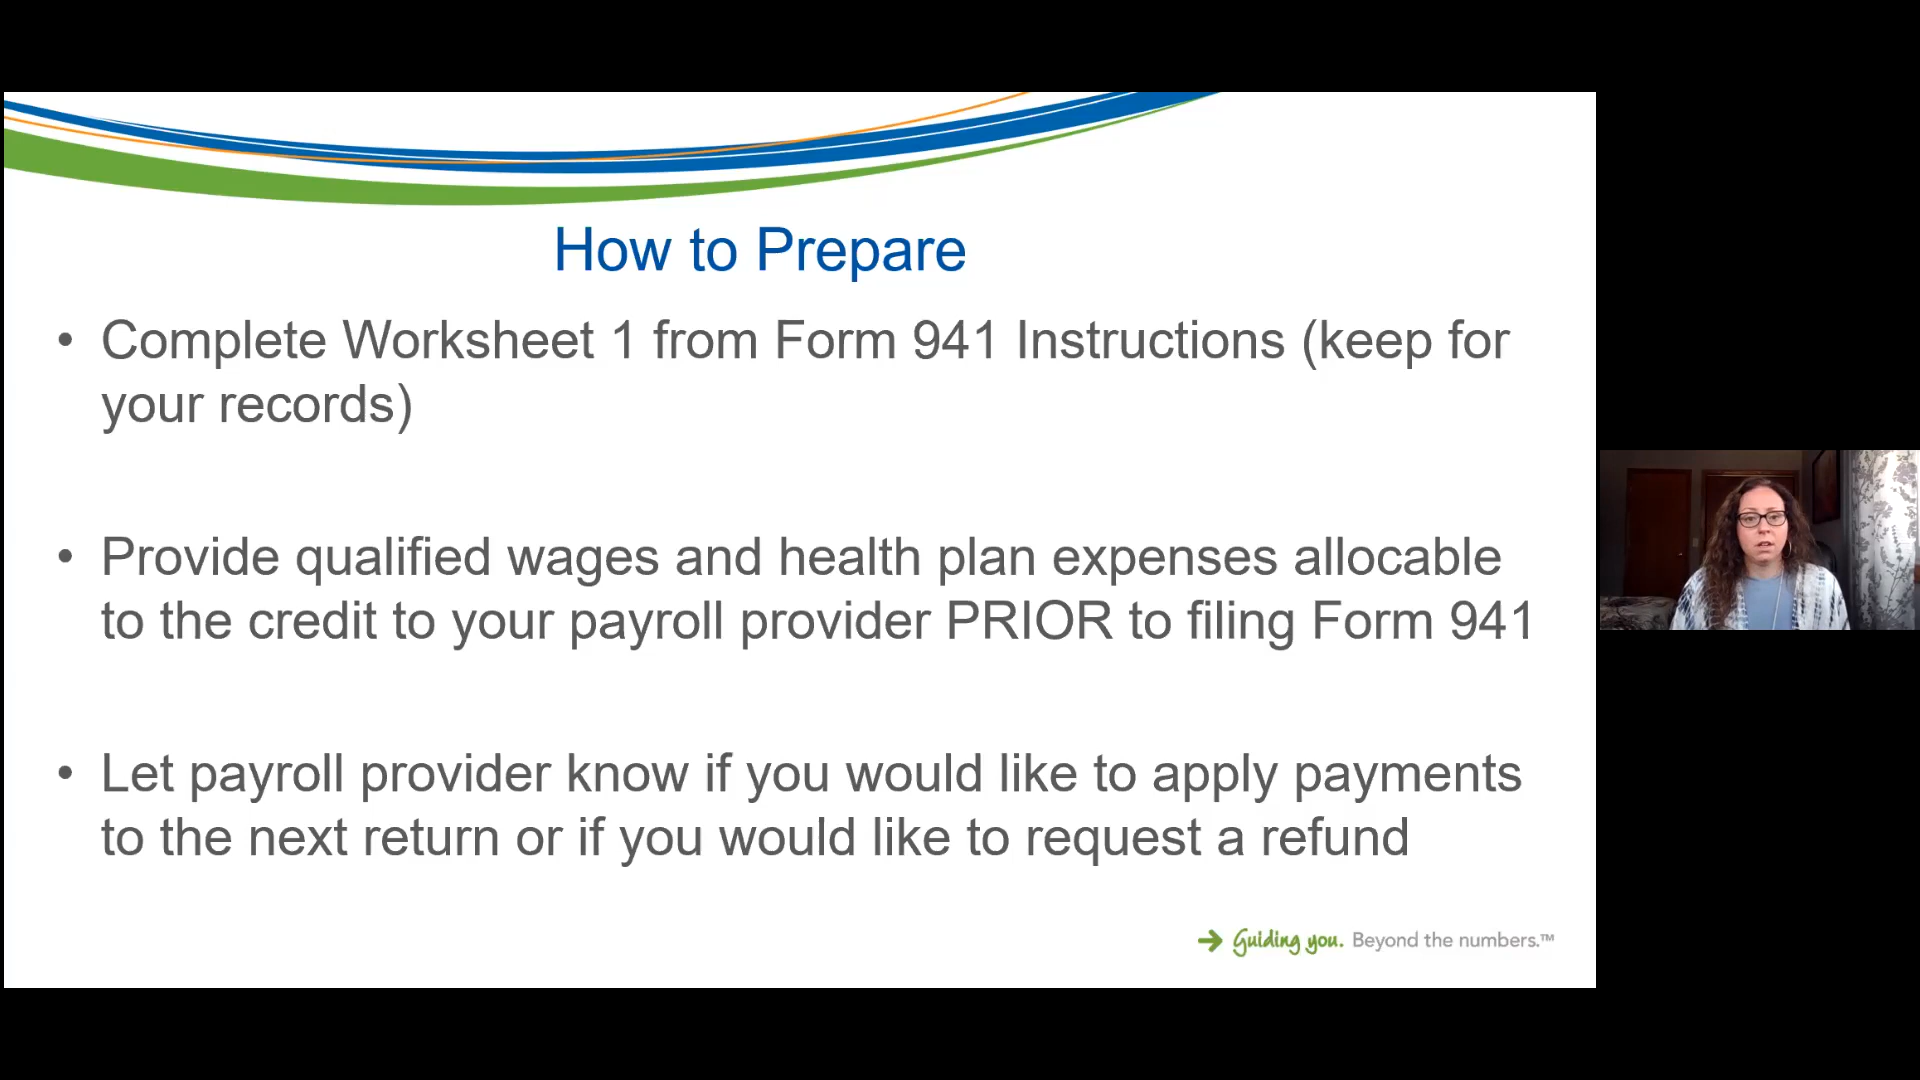 How to Prepare
• Complete Worksheet 1 from Form 941 Instructions (keep for
your records)
• Provide qualified wages and health plan expenses allocable
to the credit to your payroll provider PRIOR to filing Form 941
• Let payroll provider know if you would like to apply payments
to the next return or if you would like to request a refund
Guiding you. Beyond the numbers.™